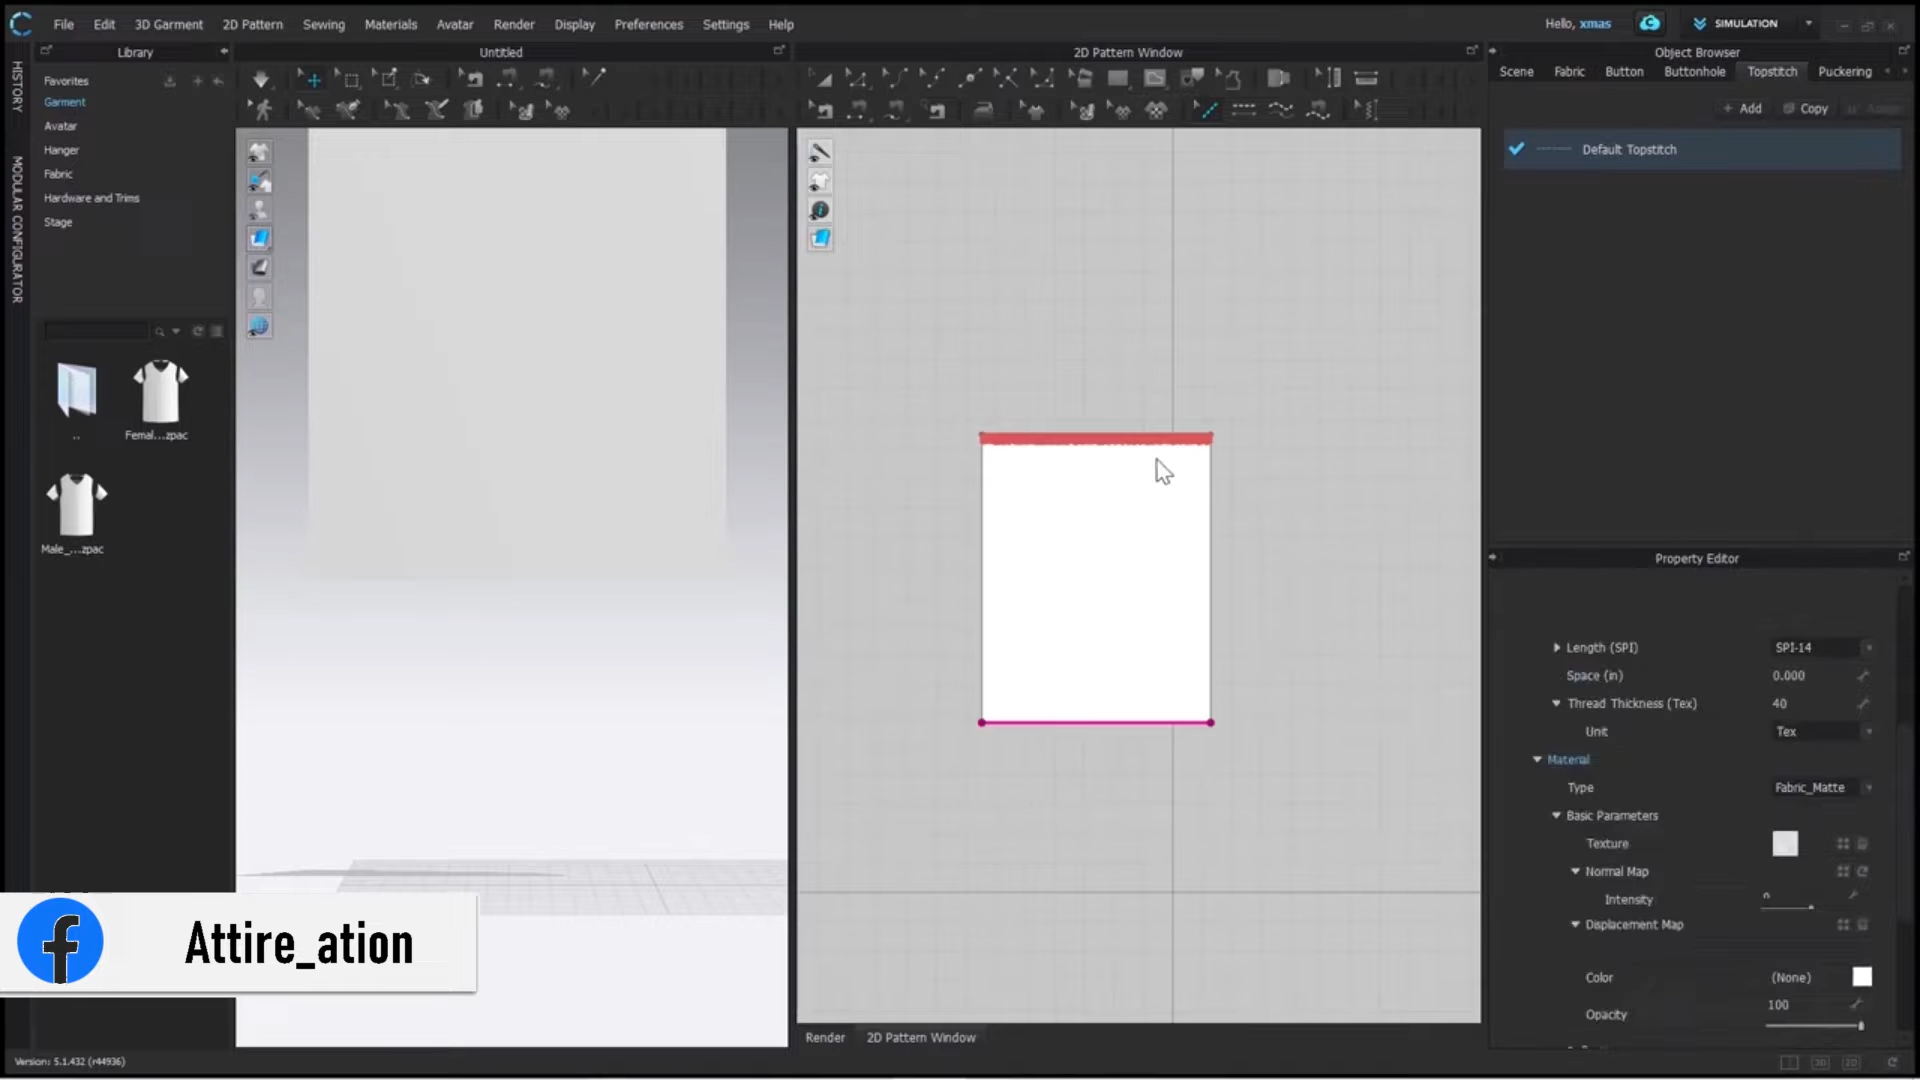 File Edit 3D Garment 2D Pattern Sewing Materials Avatar Render Display Preferences Settings Help
Hello, xmas
SIMULATION
HISTORY
MODULAR CONFIGURATOR
Library
Favorites
Garment
Avatar
Hanger
Fabric
Hardware and Trims
Stage
..
Femal...zpac
Male_...zpac
Untitled
2D Pattern Window
Object Browser
Scene Fabric Button Buttonhole Topstitch Puckering
+ Add Copy
Default Topstitch
Property Editor
Length (SPI) SPI-14
Space (in) 0.000
Thread Thickness (Tex) 40
Unit Tex
Material
Type Fabric_Matte
Basic Parameters
Texture
Normal Map
Intensity
Displacement Map
Color (None)
Opacity 100
Attire_ation
Render 2D Pattern Window
Version: 5.1.432 (r44936)